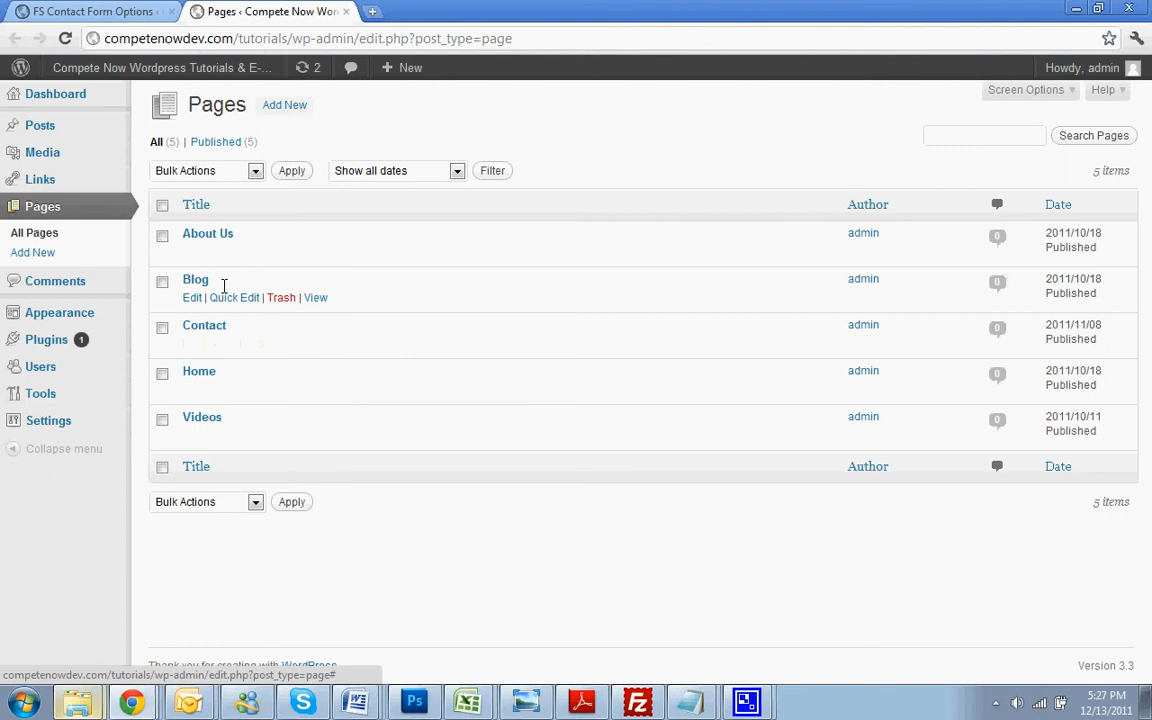 FS Contact Form Options ‹
Pages ‹ Compete Now Wor
competenowdev.com/tutorials/wp-admin/edit.php?post_type=page
Compete Now Wordpress Tutorials & E-...
2
New
Howdy, admin
Dashboard
Posts
Media
Links
Pages
All Pages
Add New
Comments
Appearance
Plugins 1
Users
Tools
Settings
Collapse menu
Pages Add New
Screen Options
Help
All (5) | Published (5)
Search Pages
Bulk Actions
Apply
Show all dates
Filter
5 items
Title
Author
Date
About Us
admin
0
2011/10/18
Published
Blog
admin
0
2011/10/18
Published
Edit | Quick Edit | Trash | View
Contact
admin
0
2011/11/08
Published
Home
admin
0
2011/10/18
Published
Videos
admin
0
2011/10/11
Published
Title
Author
Date
Bulk Actions
Apply
5 items
Thank you for creating with WordPress
Version 3.3
competenowdev.com/tutorials/wp-admin/edit.php?post_type=page#
Ps
5:27 PM
12/13/2011